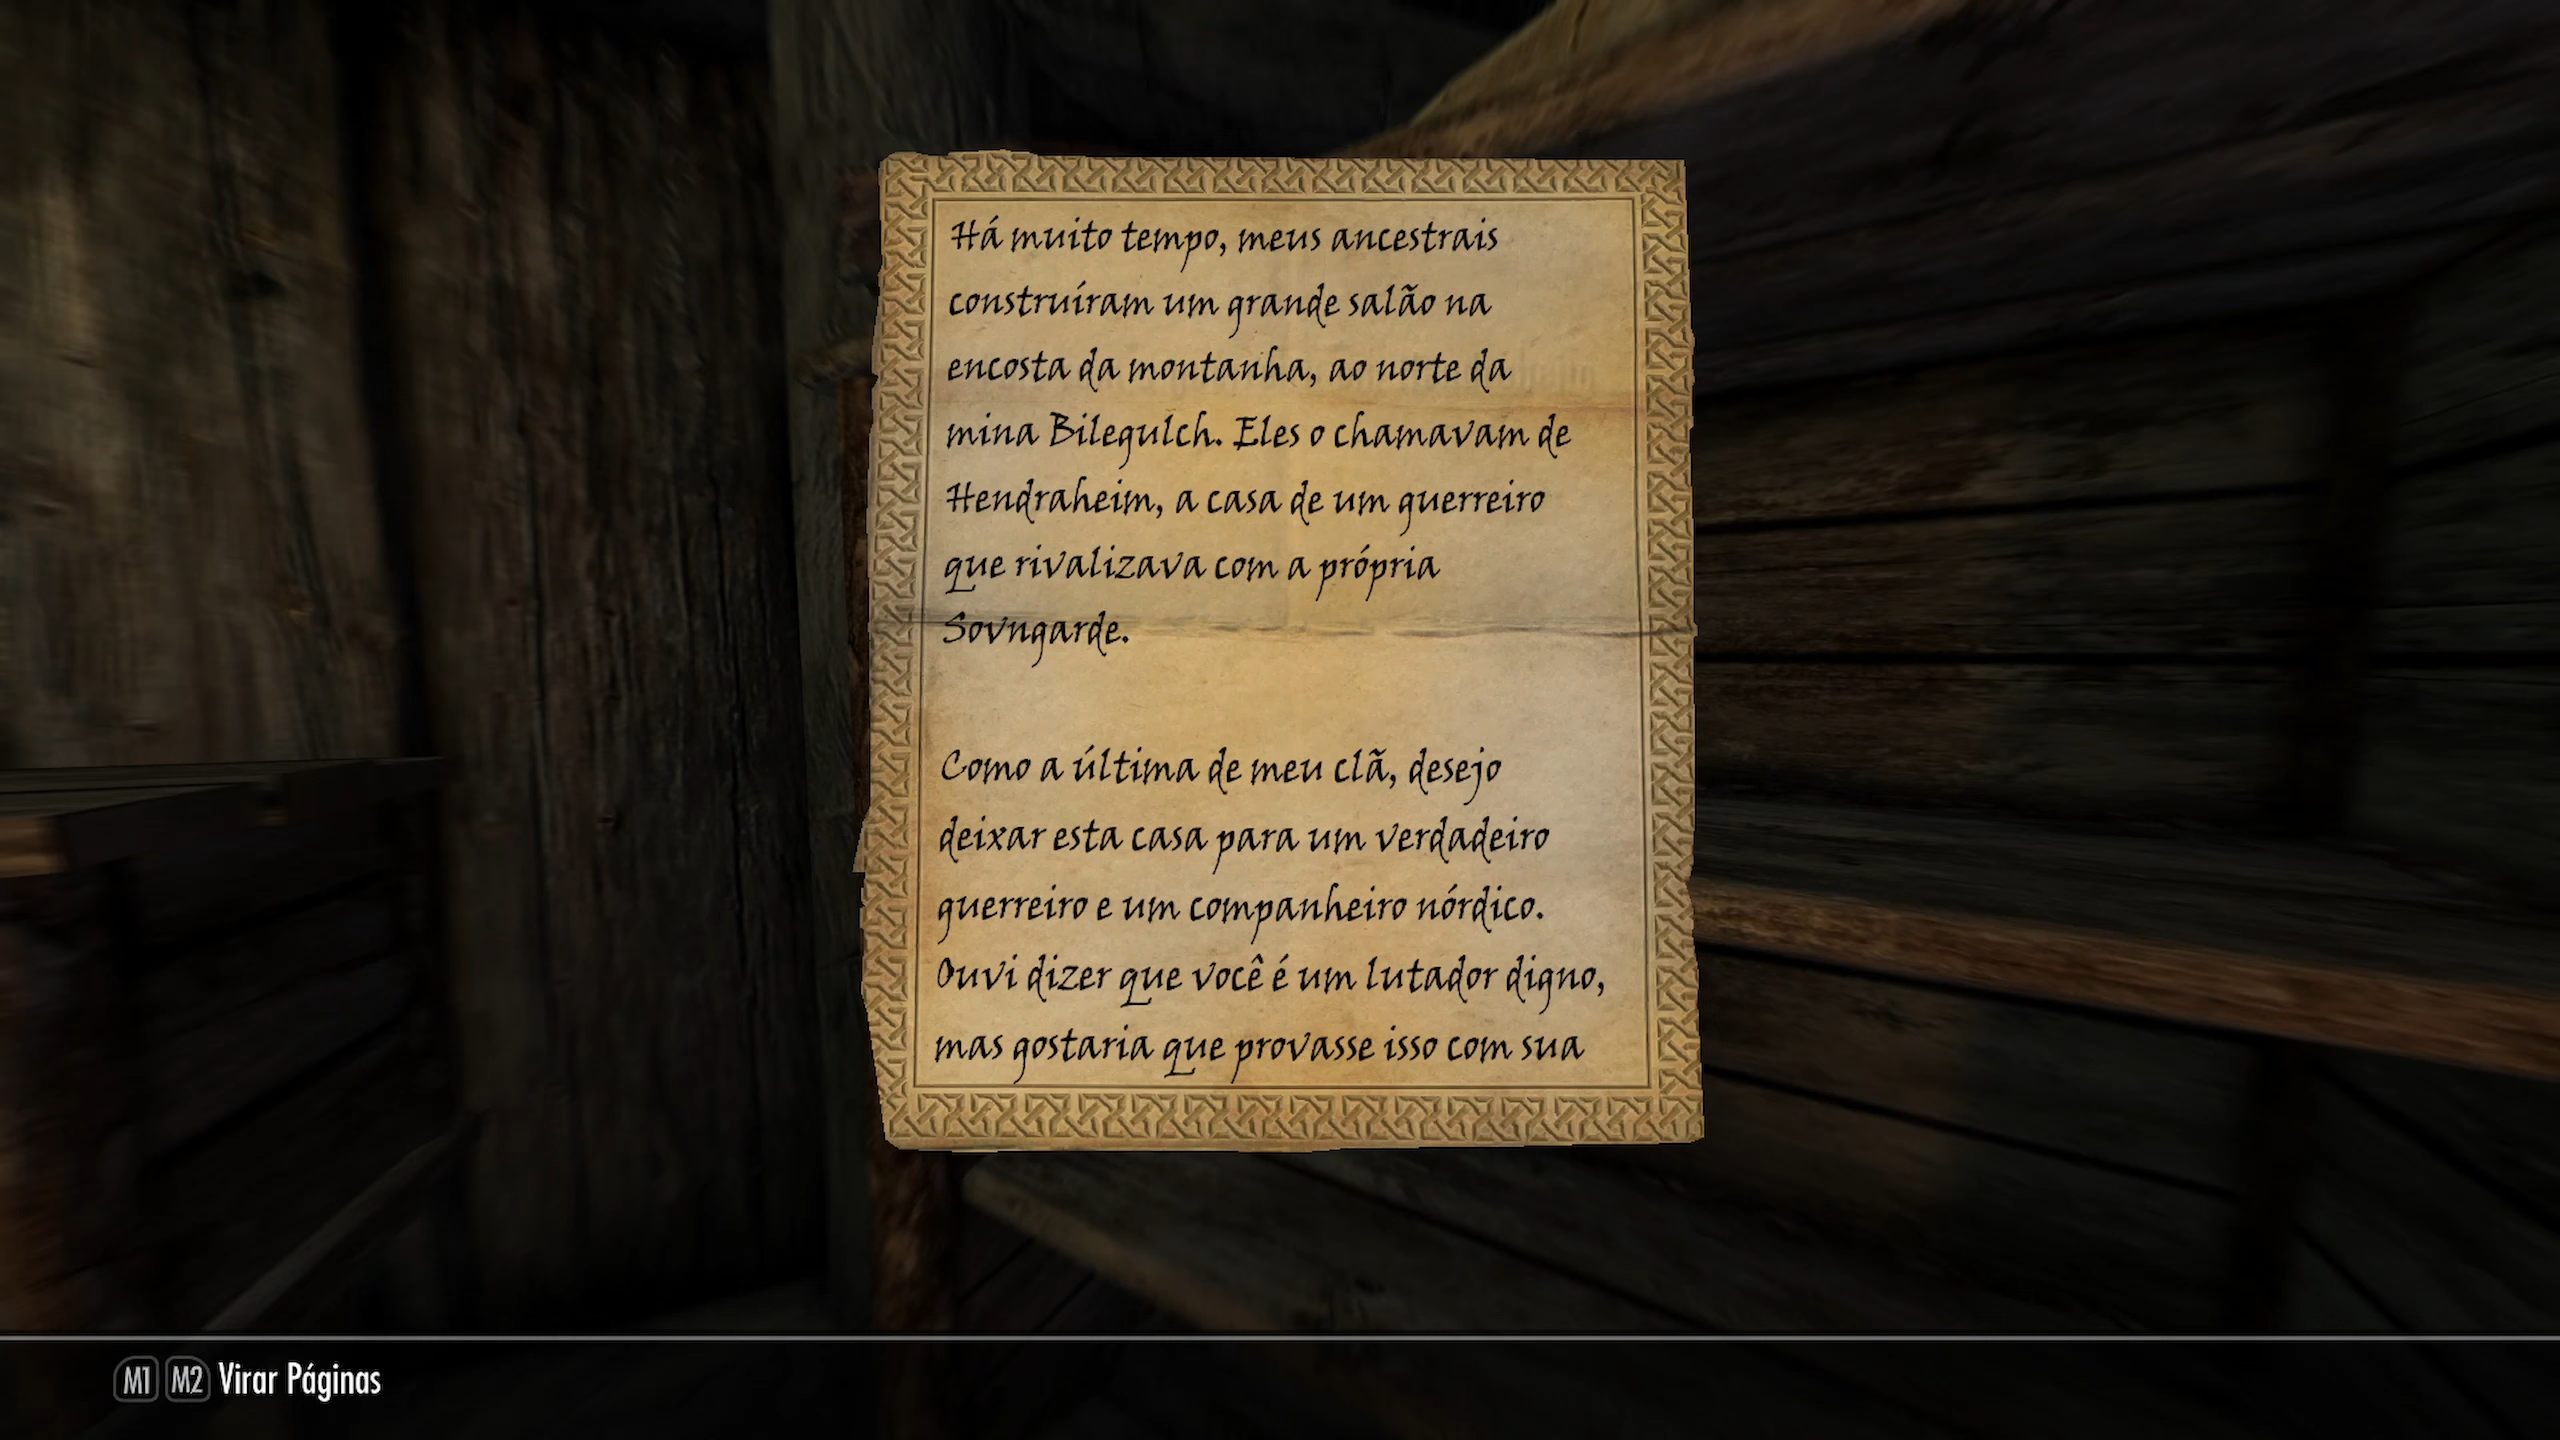 Há muito tempo, meus ancestrais
construíram um grande salão na
encosta da montanha, ao norte da
mina Bilegulch. Eles o chamavam de
Hendraheim, a casa de um guerreiro
que rivalizava com a própria
Sovngarde.
Como a última de meu clã, desejo
deixar esta casa para um verdadeiro
guerreiro e um companheiro nórdico.
Ouvi dizer que você é um lutador digno,
mas gostaria que provasse isso com sua
M1 M2 Virar Páginas